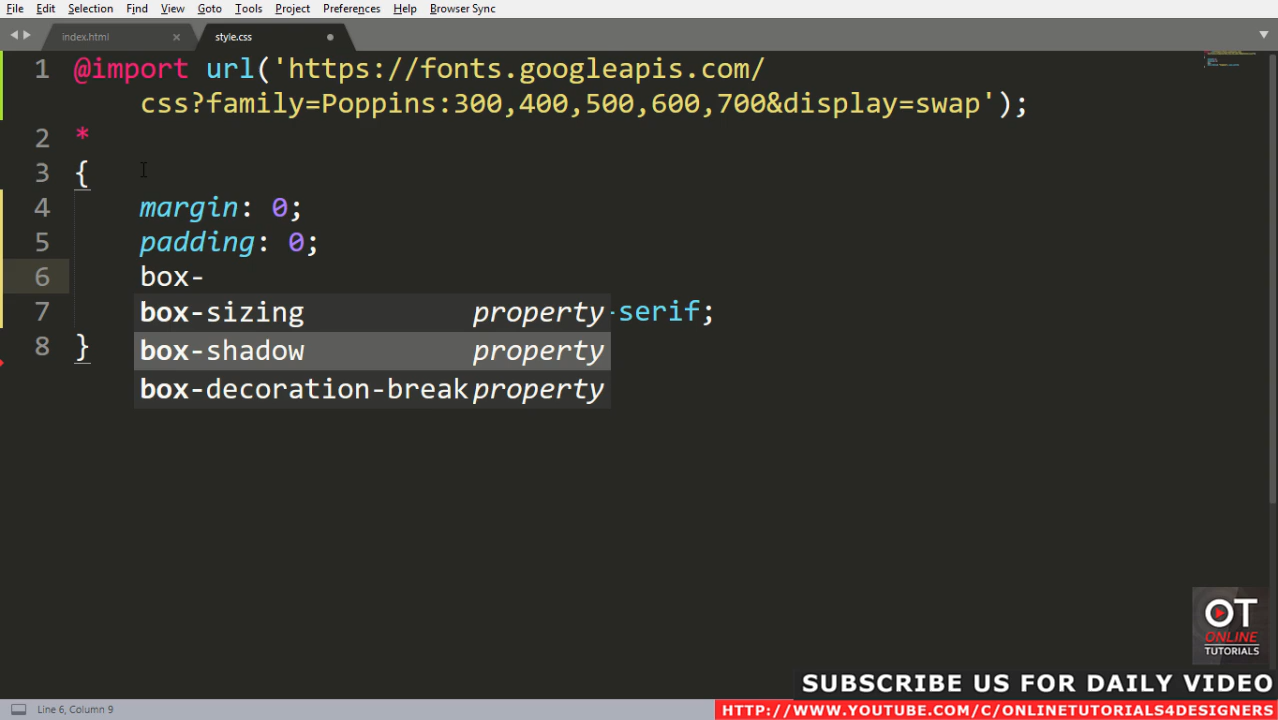 File Edit Selection Find View Goto Tools Project Preferences Help Browser Sync
index.html × style.css
1 @import url('https://fonts.googleapis.com/
css?family=Poppins:300,400,500,600,700&display=swap');
2 *
3 {
4 margin: 0;
5 padding: 0;
6 box-
box-sizing property
7 -serif;
box-shadow property
8 }
box-decoration-break property
OT
ONLINE
TUTORIALS
SUBSCRIBE US FOR DAILY VIDEO
Line 6, Column 9
HTTP://WWW.YOUTUBE.COM/C/ONLINETUTORIALS4DESIGNERS